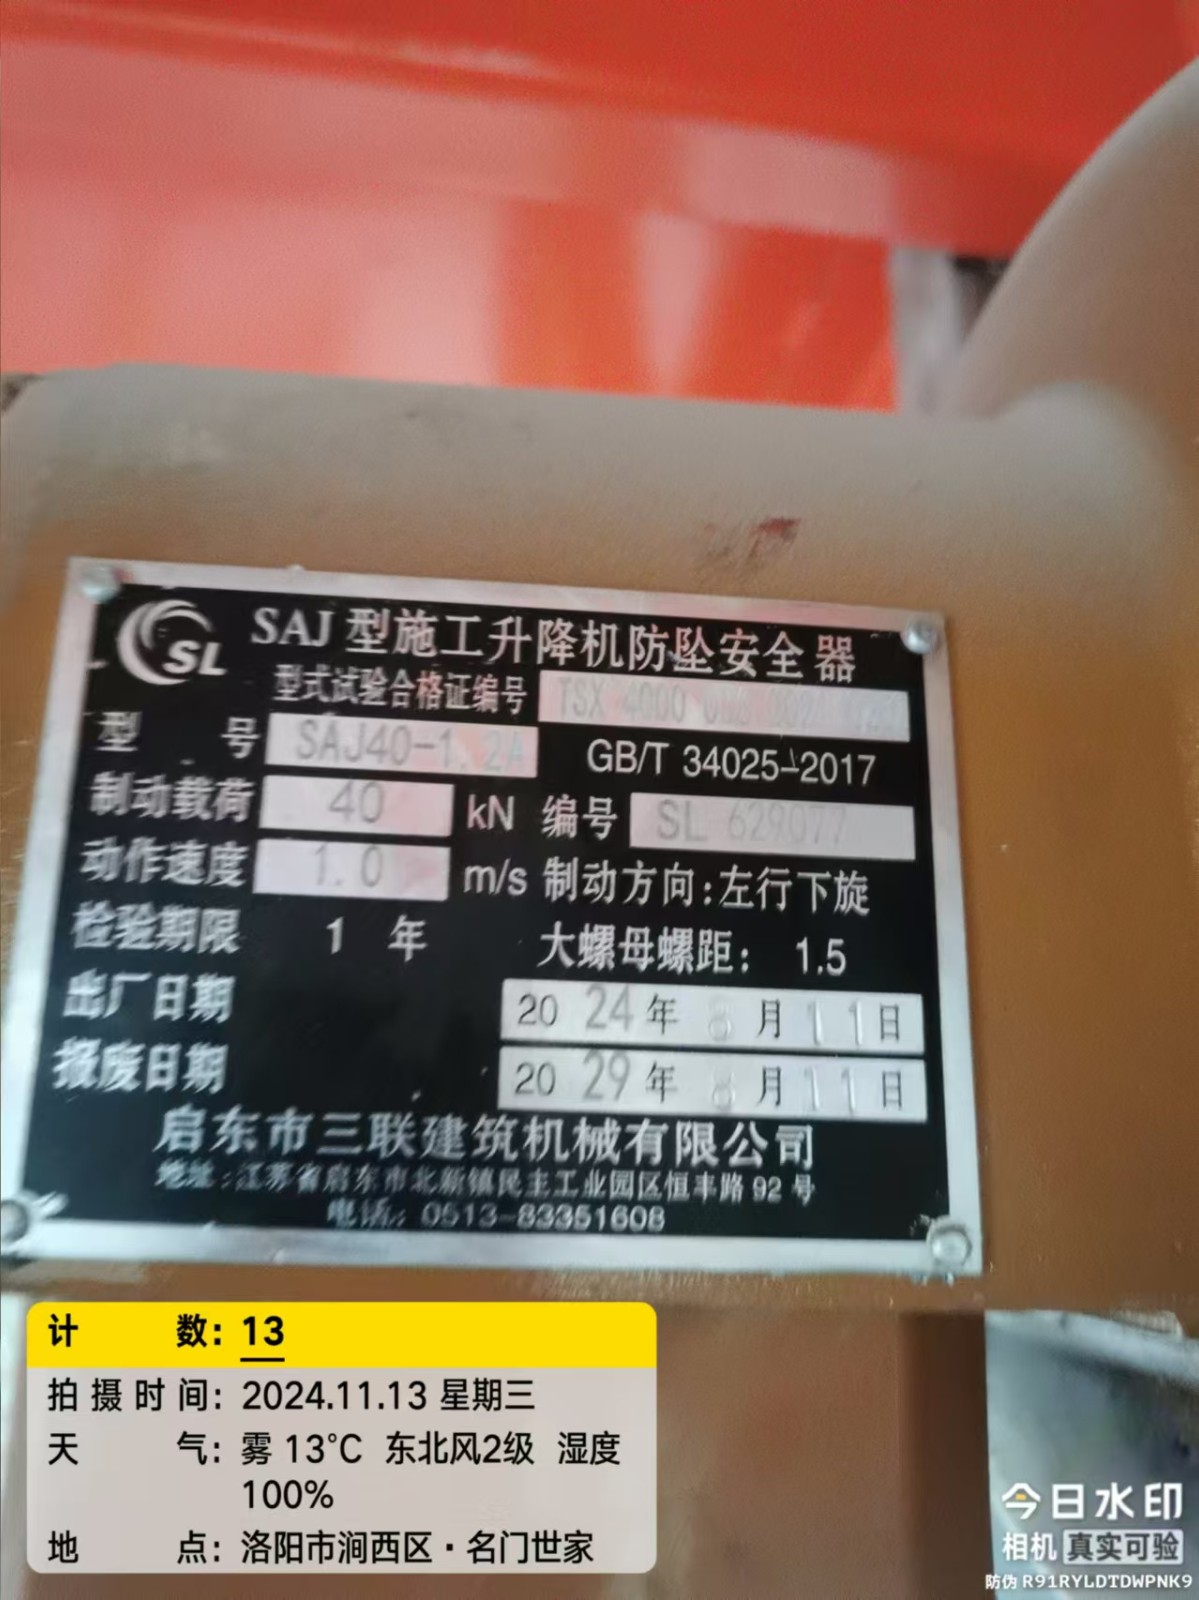 SL SAJ型施工升降机防坠安全器
型式试验合格证编号 TSX 4000
型号 SAJ40-1.2A GB/T 34025-2017
制动载荷 40 kN 编号 SL 629077
动作速度 1.0 m/s 制动方向:左行下旋
检验期限 1 年 大螺母螺距: 1.5
出厂日期 2024年8月11日
报废日期 2029年8月11日
启东市三联建筑机械有限公司
地址:江苏省启东市北新镇民主工业园区恒丰路92号
电话:0513-83351608
计数:13
拍摄时间:2024.11.13 星期三
天气:雾 13℃ 东北风2级 湿度
100%
地点:洛阳市涧西区·名门世家
今日水印
相机 真实可验
防伪 R91RYLDTDWPNK9